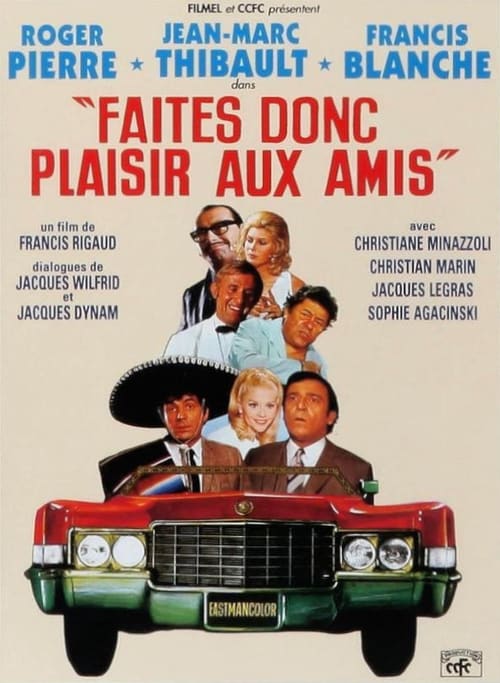 FILMEL et CCFC présentent
ROGER PIERRE ★ JEAN-MARC THIBAULT ★ FRANCIS BLANCHE
dans
"FAITES DONC
PLAISIR AUX AMIS"
un film de
FRANCIS RIGAUD
dialogues de
JACQUES WILFRID
et
JACQUES DYNAM
avec
CHRISTIANE MINAZZOLI
CHRISTIAN MARIN
JACQUES LEGRAS
SOPHIE AGACINSKI
EASTMANCOLOR
PRODUCTION
ccfc